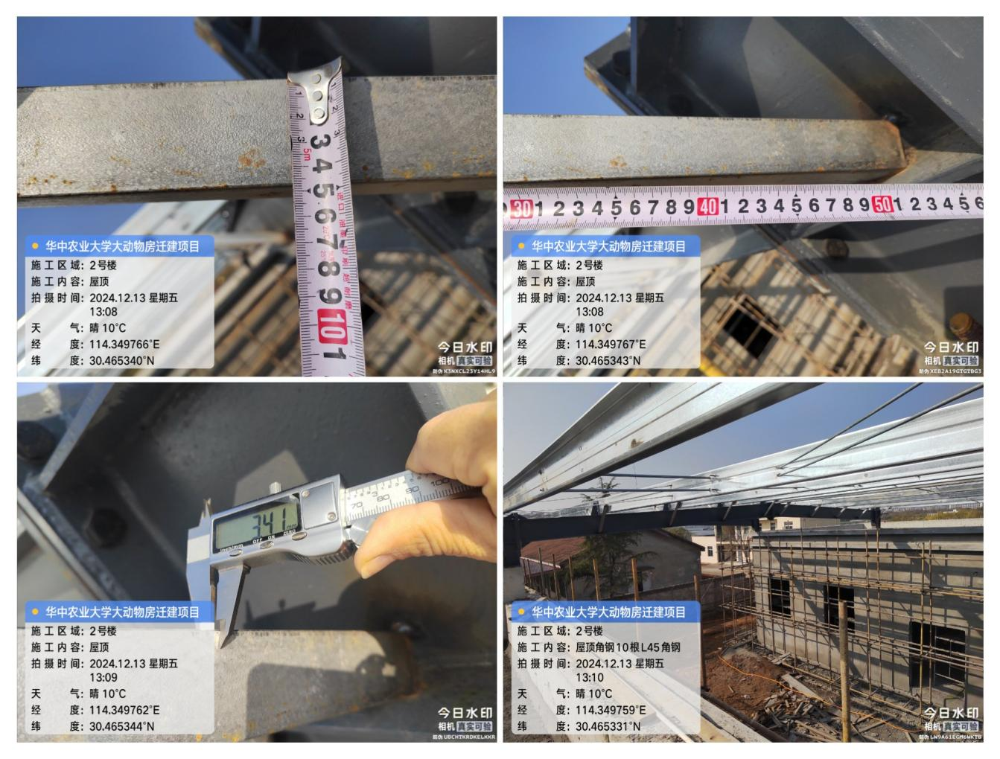 1
2
3
4
5
6
7
8
9
10
1
1
2
3
5m
2
3
华中农业大学大动物房迁建项目
施工区域：2号楼
施工内容：屋顶
拍摄时间：2024.12.13 星期五
13:08
天气：晴 10°C
经度：114.349766°E
纬度：30.465340°N
今日水印
相机 真实可验
防伪 K3NXCL23Y14HL9
30 1 2 3 4 5 6 7 8 9 40 1 2 3 4 5 6 7 8 9 50 1 2 3 4 5 6
华中农业大学大动物房迁建项目
施工区域：2号楼
施工内容：屋顶
拍摄时间：2024.12.13 星期五
13:08
天气：晴 10°C
经度：114.349767°E
纬度：30.465343°N
今日水印
相机 真实可验
防伪 XEB2A19GTGTBG3
3.41 mm
OFF ON
ZERO
inch/mm
3
70 80 90 100
华中农业大学大动物房迁建项目
施工区域：2号楼
施工内容：屋顶
拍摄时间：2024.12.13 星期五
13:09
天气：晴 10°C
经度：114.349762°E
纬度：30.465344°N
今日水印
相机 真实可验
防伪 UBCHTKRDKELKKR
华中农业大学大动物房迁建项目
施工区域：2号楼
施工内容：屋顶角钢10根L45角钢
拍摄时间：2024.12.13 星期五
13:10
天气：晴 10°C
经度：114.349759°E
纬度：30.465331°N
今日水印
相机 真实可验
防伪 LW9A61EGM6WKTB